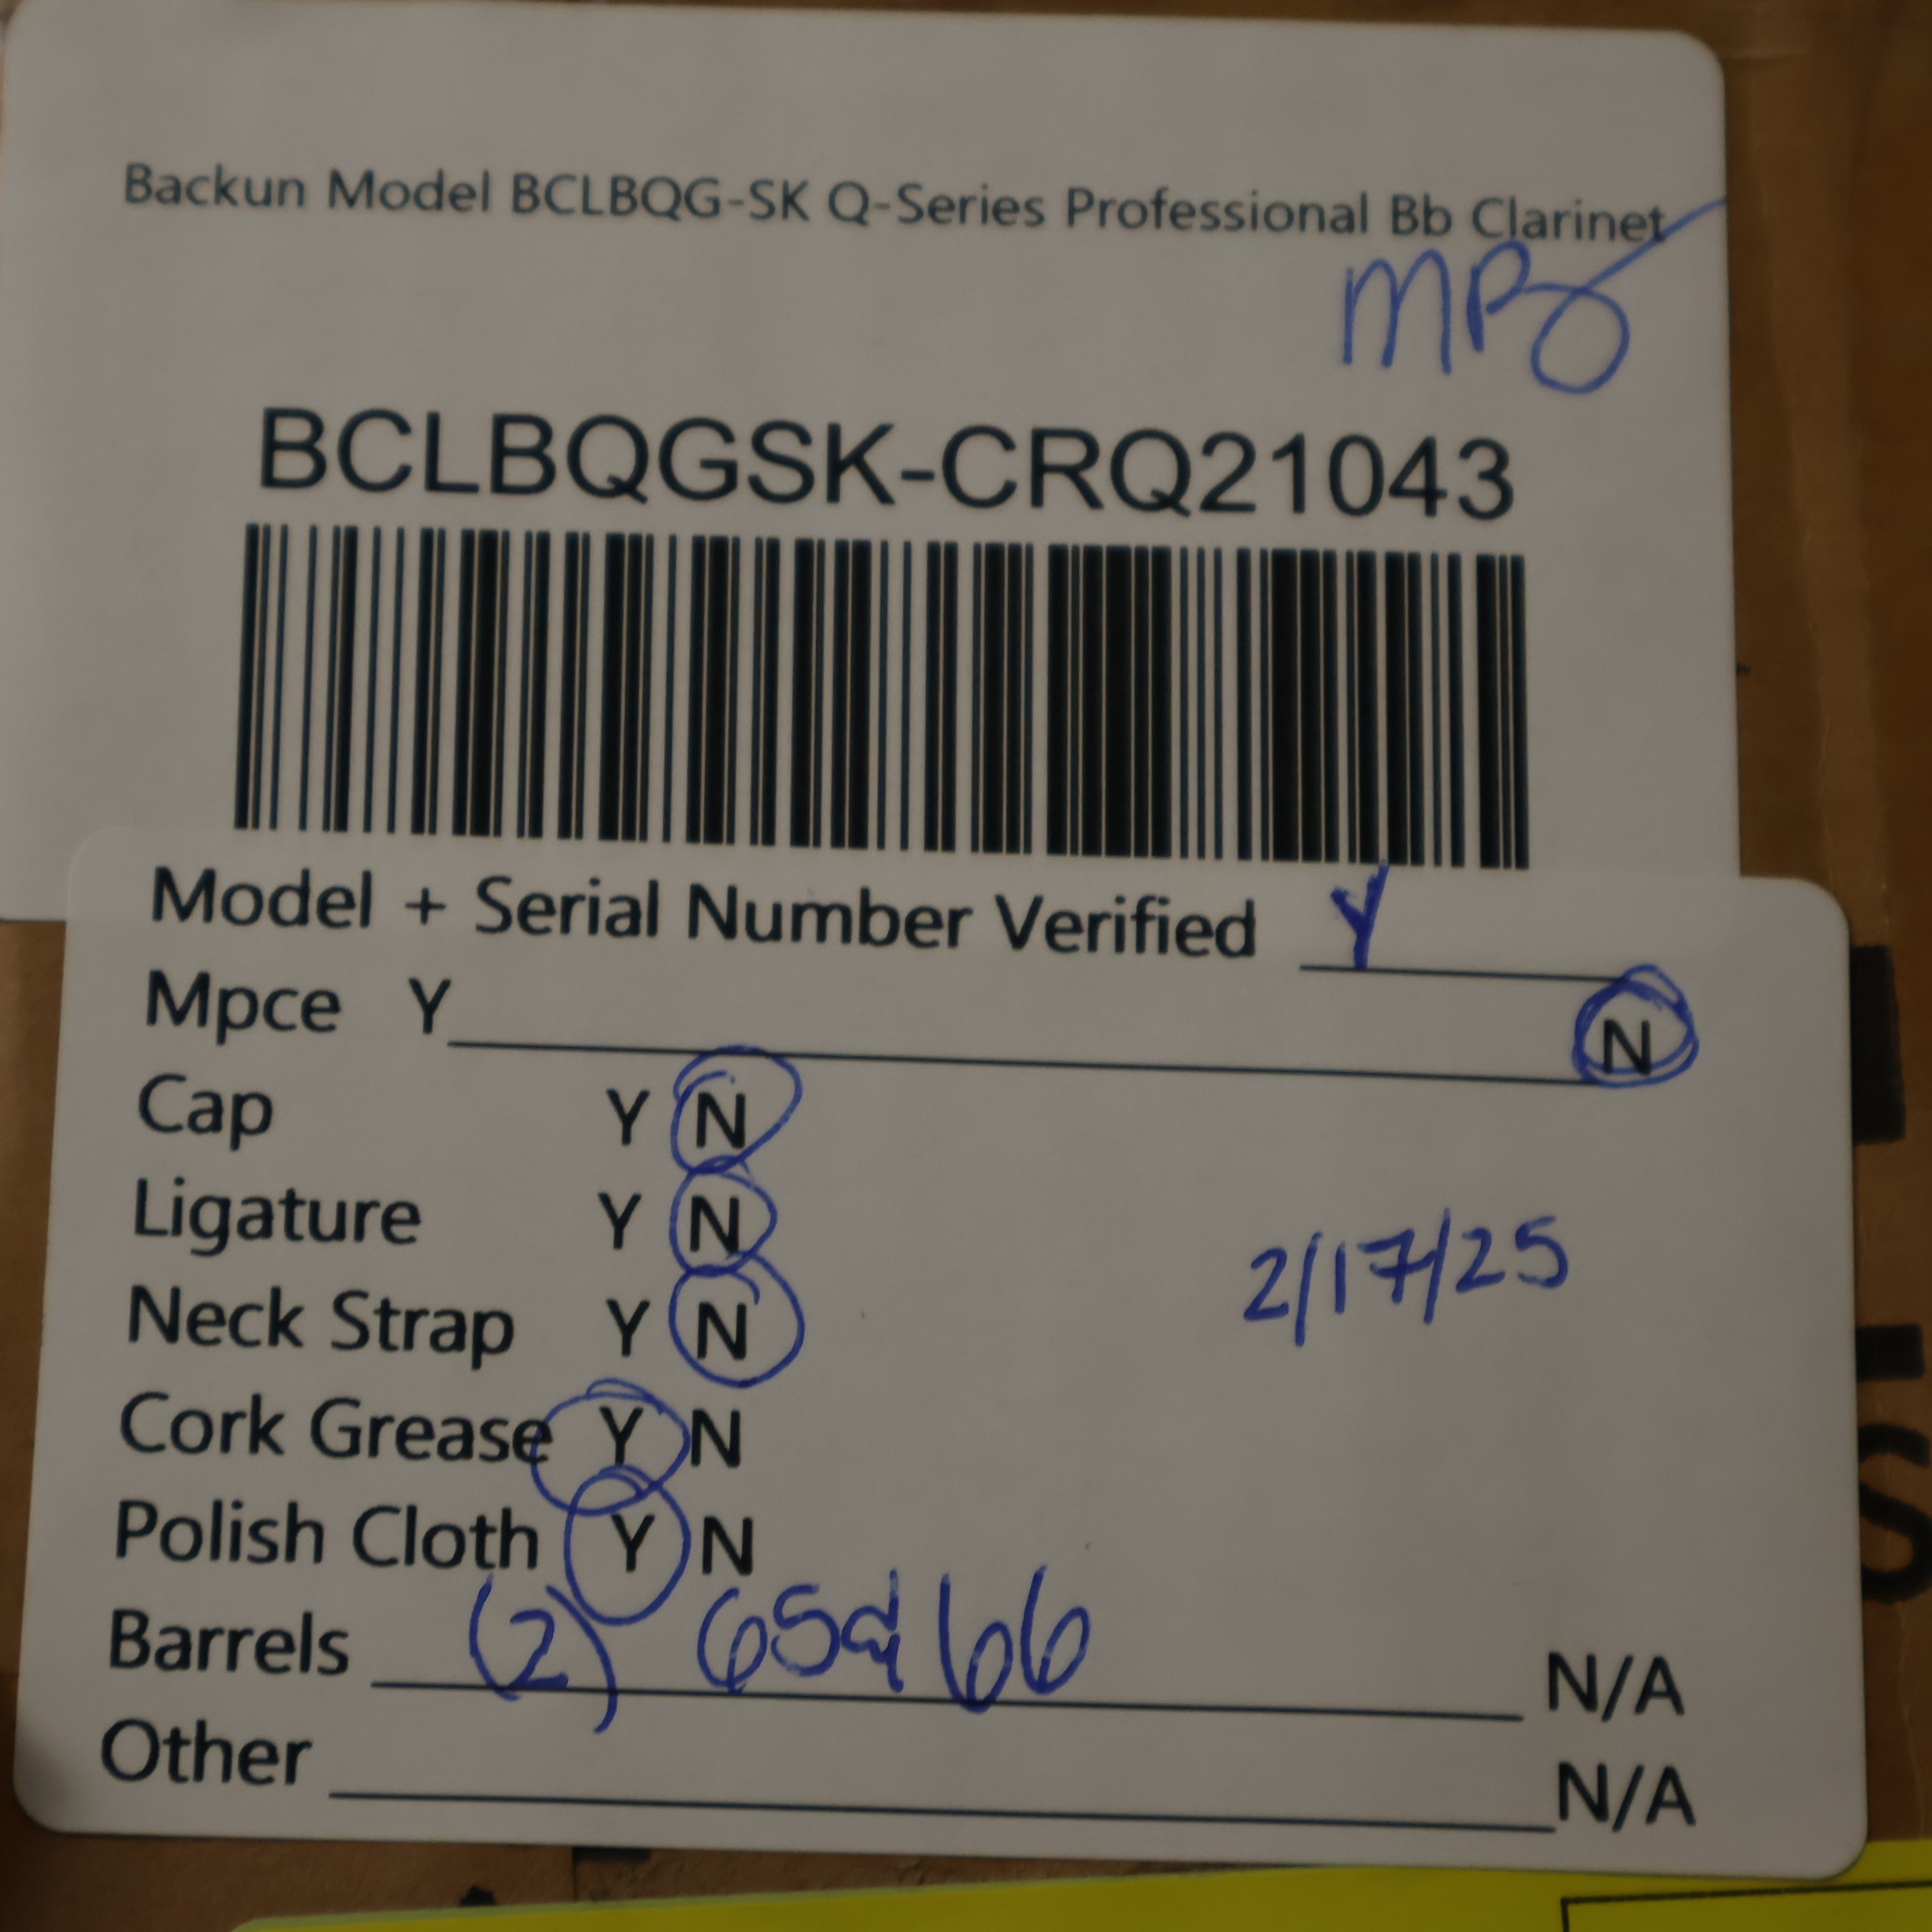 Backun Model BCLBQG-SK Q-Series Professional Bb Clarinet
BCLBQGSK-CRQ21043
Model + Serial Number Verified Y
Mpce Y N
Cap Y N
Ligature Y N
2/17/25
Neck Strap Y N
Cork Grease Y N
Polish Cloth Y N
Barrels (2) 65 & 66 N/A
Other N/A